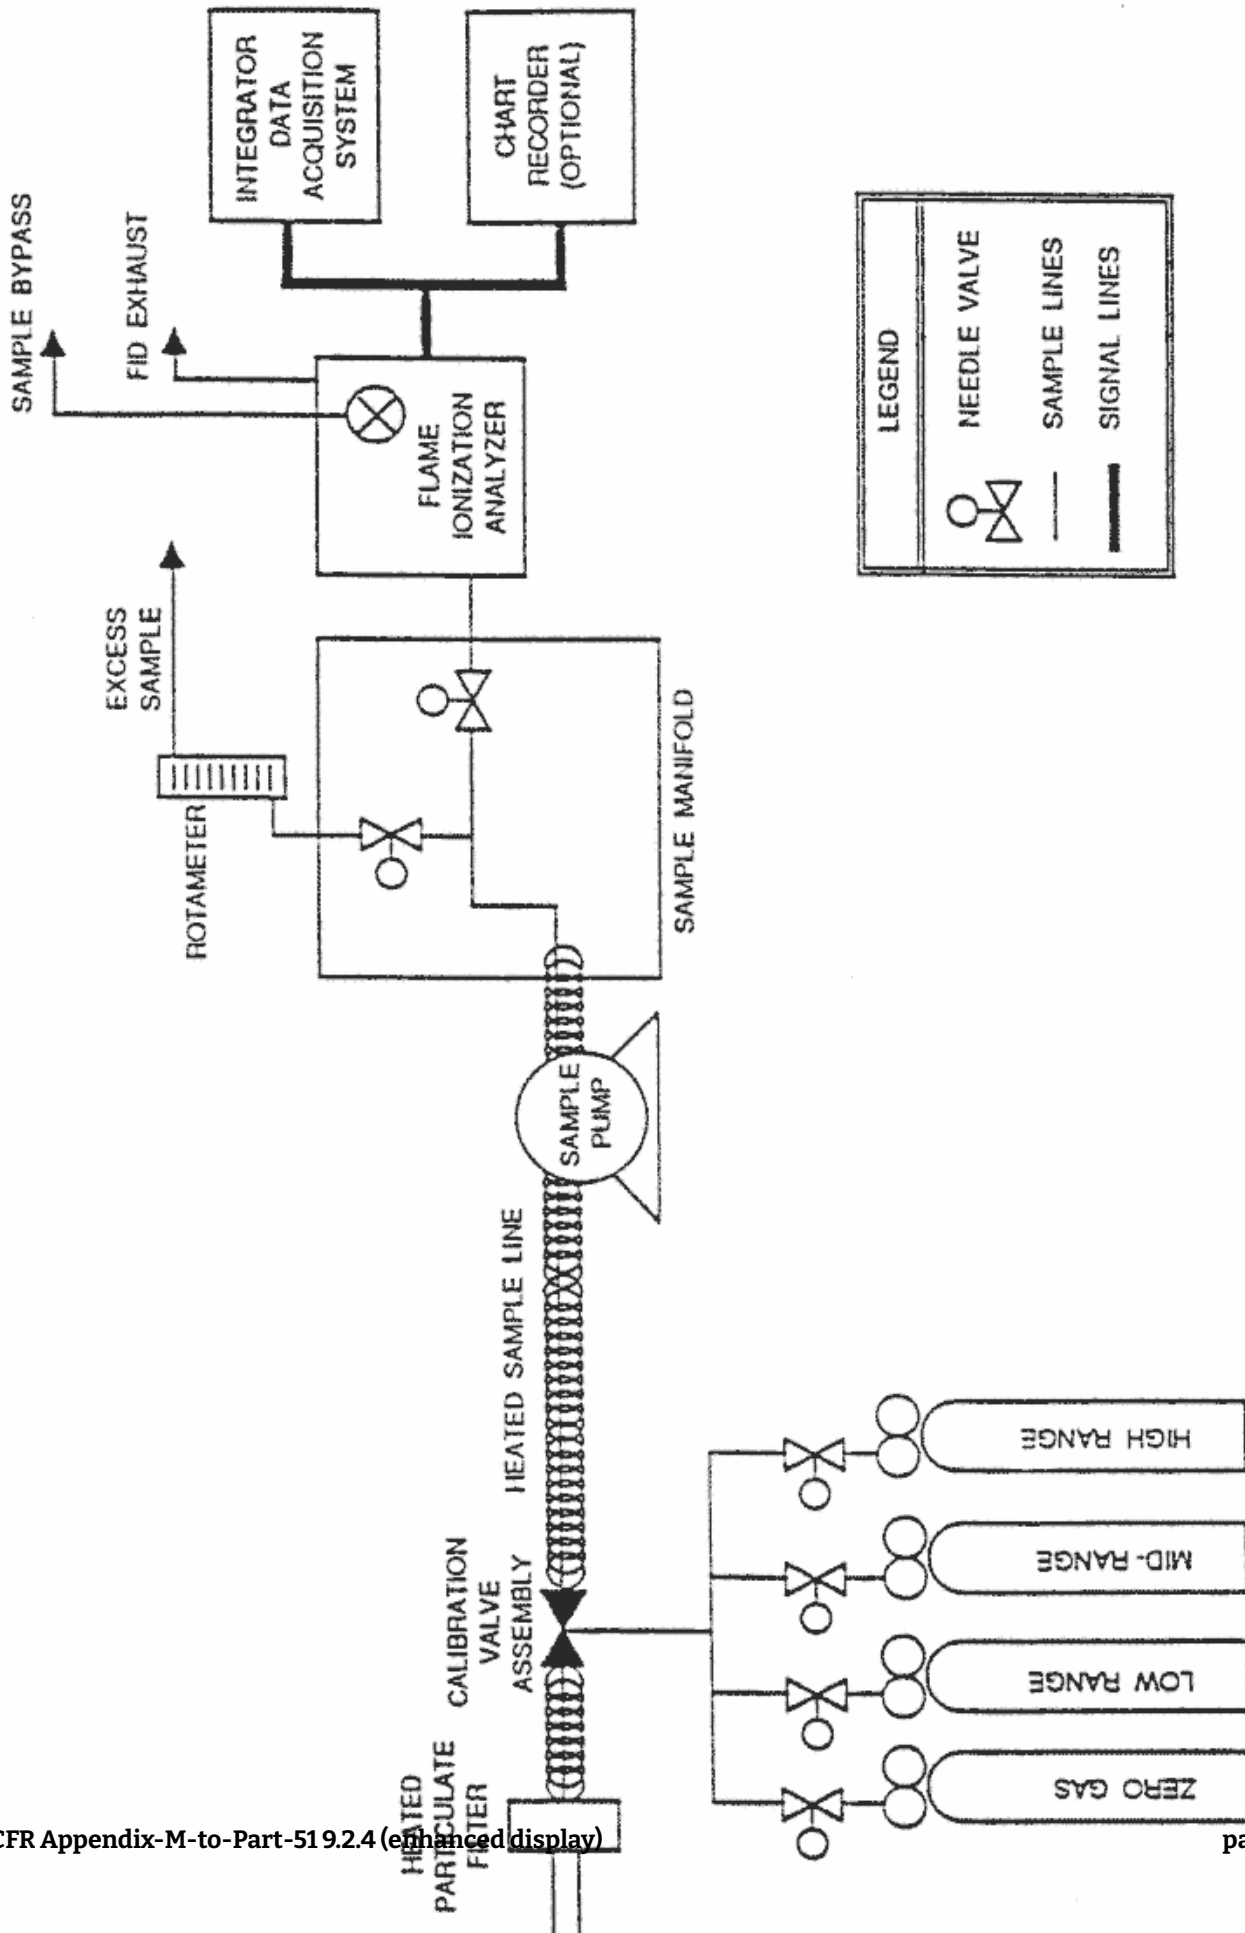 SAMPLE BYPASS
FID EXHAUST
INTEGRATOR
DATA
ACQUISITION
SYSTEM
CHART
RECORDER
(OPTIONAL)
FLAME
IONIZATION
ANALYZER
EXCESS
SAMPLE
ROTAMETER
SAMPLE MANIFOLD
LEGEND
NEEDLE VALVE
SAMPLE LINES
SIGNAL LINES
SAMPLE
PUMP
HEATED SAMPLE LINE
CALIBRATION
VALVE
ASSEMBLY
HEATED
PARTICULATE
FILTER
HIGH RANGE
MID-RANGE
LOW RANGE
ZERO GAS
CFR Appendix-M-to-Part-51 9.2.4 (enhanced display)
pa